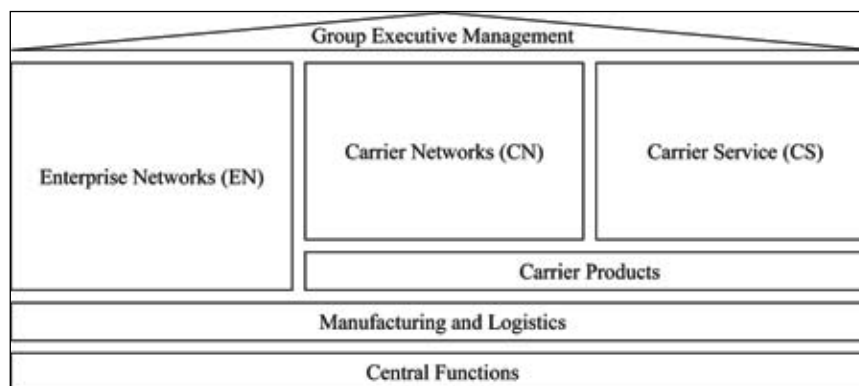 Group Executive Management
Enterprise Networks (EN)
Carrier Networks (CN)
Carrier Service (CS)
Carrier Products
Manufacturing and Logistics
Central Functions